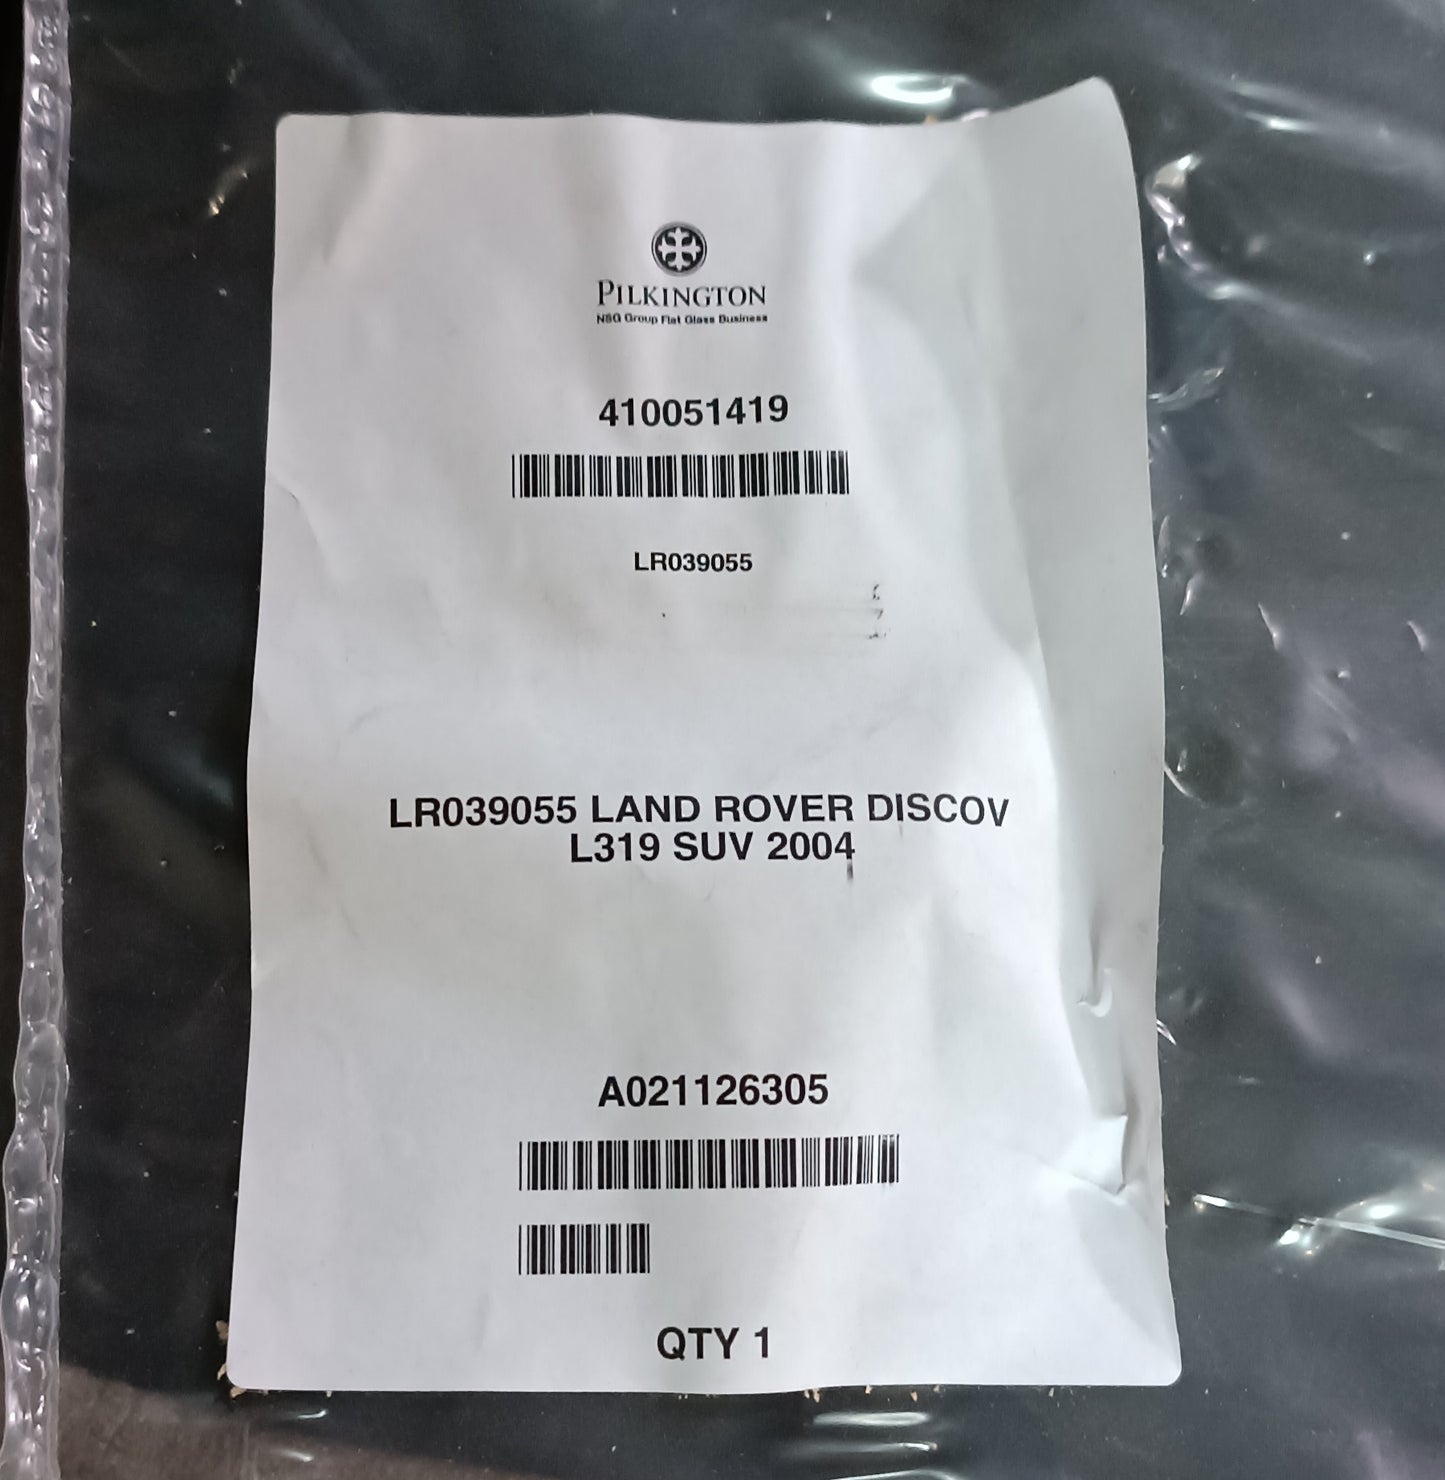 PILKINGTON
NSG Group Flat Glass Business
410051419
LR039055
LR039055 LAND ROVER DISCOV
L319 SUV 2004
A021126305
QTY 1